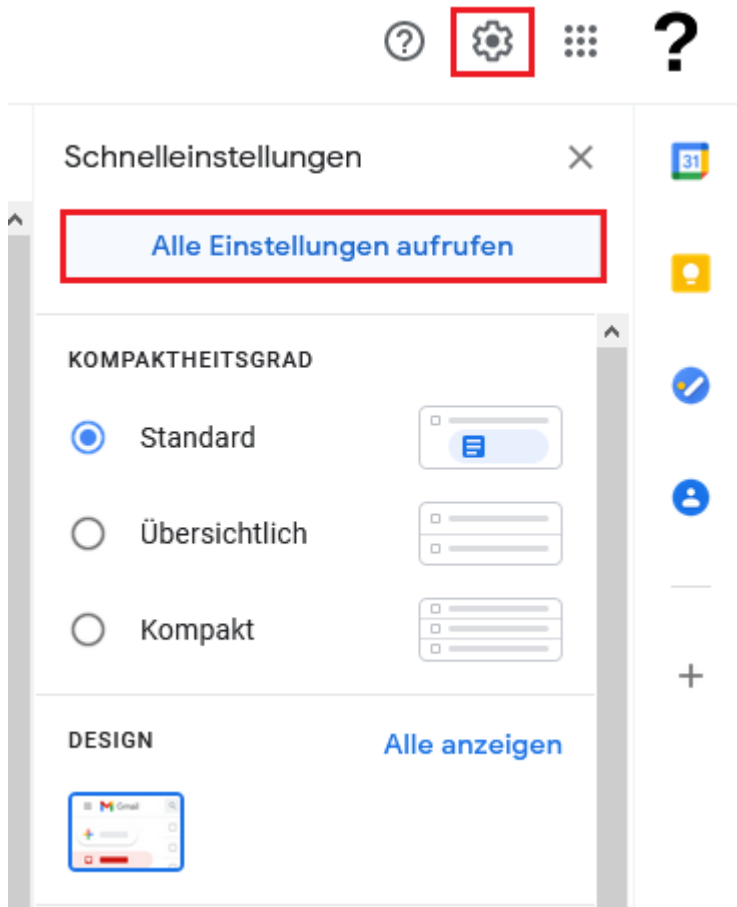 ?
Schnelleinstellungen
31
Alle Einstellungen aufrufen
KOMPAKTHEITSGRAD
Standard
Übersichtlich
Kompakt
DESIGN
Alle anzeigen
Gmail